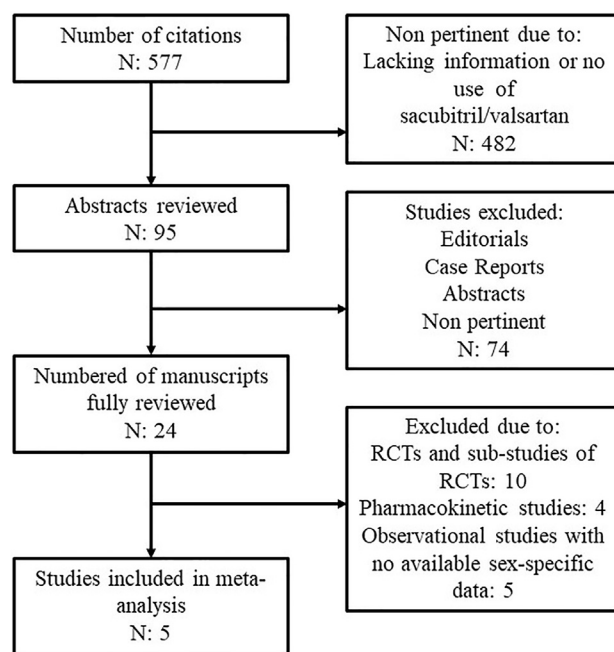 Number of citations
N: 577
Non pertinent due to:
Lacking information or no
use of
sacubitril/valsartan
N: 482
Abstracts reviewed
N: 95
Studies excluded:
Editorials
Case Reports
Abstracts
Non pertinent
N: 74
Numbered of manuscripts
fully reviewed
N: 24
Excluded due to:
RCTs and sub-studies of
RCTs: 10
Pharmacokinetic studies: 4
Observational studies with
no available sex-specific
data: 5
Studies included in meta-
analysis
N: 5